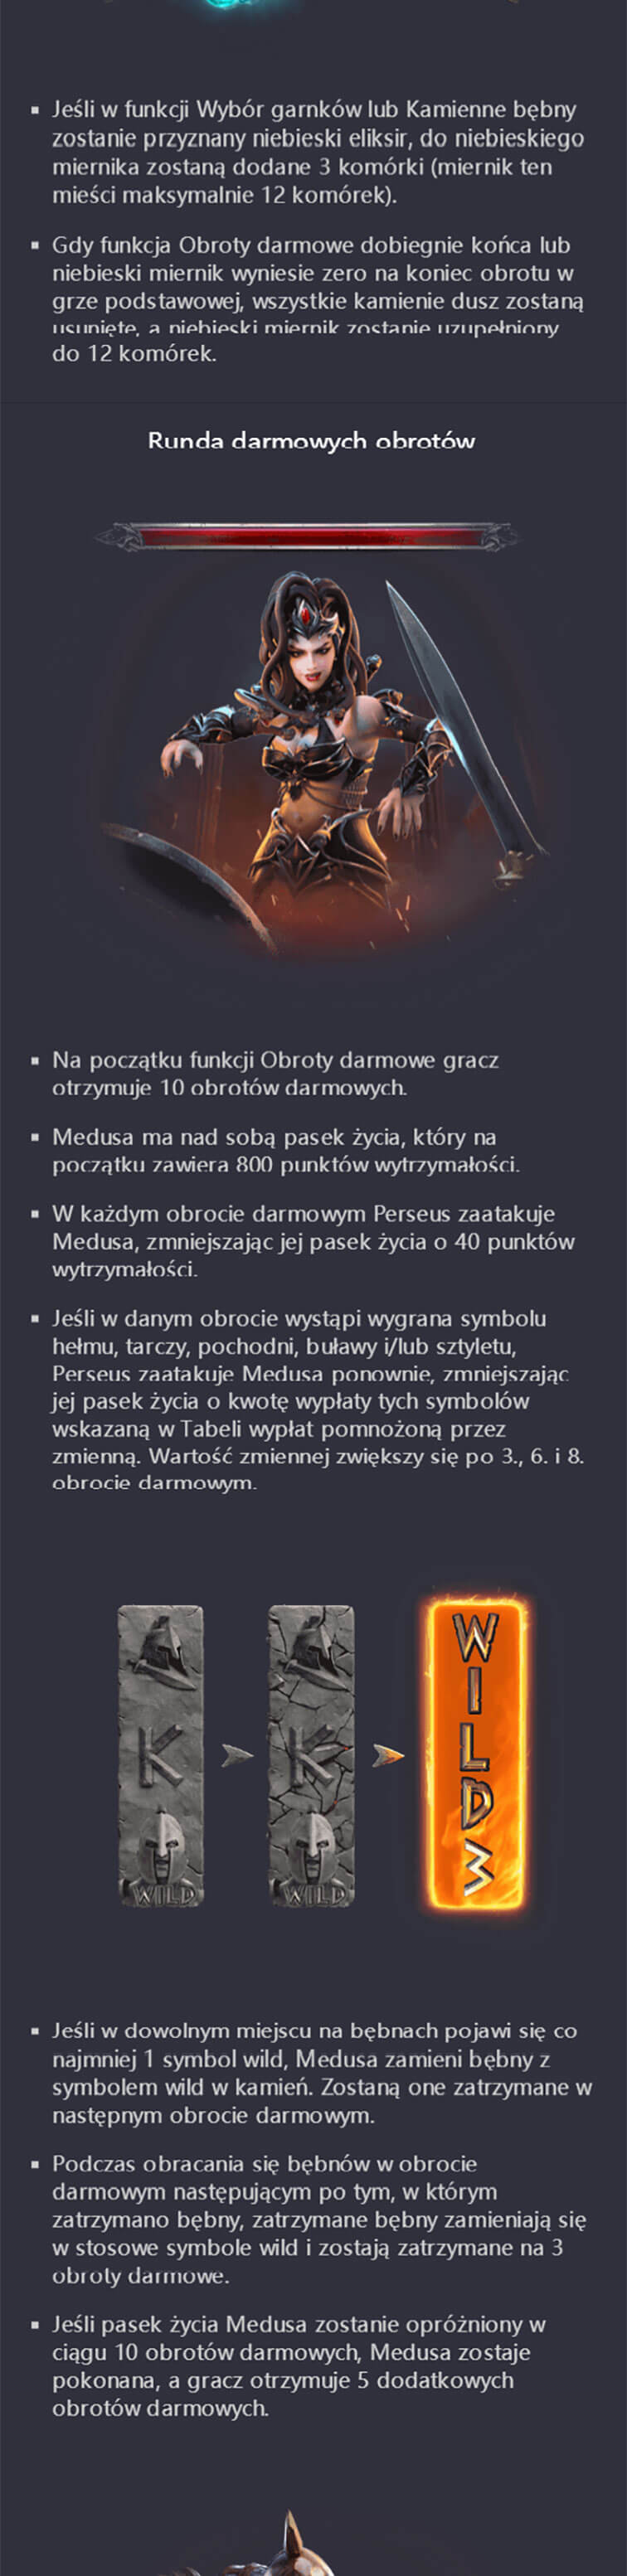 ▪ Jeśli w funkcji Wybór garnków lub Kamienne bębny
zostanie przyznany niebieski eliksir, do niebieskiego
miernika zostaną dodane 3 komórki (miernik ten
mieści maksymalnie 12 komórek).
▪ Gdy funkcja Obroty darmowe dobiegnie końca lub
niebieski miernik wyniesie zero na koniec obrotu w
grze podstawowej, wszystkie kamienie dusz zostaną
usunięte, a niebieski miernik zostanie uzupełniony
do 12 komórek.
Runda darmowych obrotów
▪ Na początku funkcji Obroty darmowe gracz
otrzymuje 10 obrotów darmowych.
▪ Medusa ma nad sobą pasek życia, który na
początku zawiera 800 punktów wytrzymałości.
▪ W każdym obrocie darmowym Perseus zaatakuje
Medusa, zmniejszając jej pasek życia o 40 punktów
wytrzymałości.
▪ Jeśli w danym obrocie wystąpi wygrana symbolu
hełmu, tarczy, pochodni, buławy i/lub sztyletu,
Perseus zaatakuje Medusa ponownie, zmniejszając
jej pasek życia o kwotę wypłaty tych symbolów
wskazaną w Tabeli wypłat pomnożoną przez
zmienną. Wartość zmiennej zwiększy się po 3., 6. i 8.
obrocie darmowym.
K
WILD
K
WILD
WILD3
▪ Jeśli w dowolnym miejscu na bębnach pojawi się co
najmniej 1 symbol wild, Medusa zamieni bębny z
symbolem wild w kamień. Zostaną one zatrzymane w
następnym obrocie darmowym.
▪ Podczas obracania się bębnów w obrocie
darmowym następującym po tym, w którym
zatrzymano bębny, zatrzymane bębny zamieniają się
w stosowe symbole wild i zostają zatrzymane na 3
obroty darmowe.
▪ Jeśli pasek życia Medusa zostanie opróżniony w
ciągu 10 obrotów darmowych, Medusa zostaje
pokonana, a gracz otrzymuje 5 dodatkowych
obrotów darmowych.